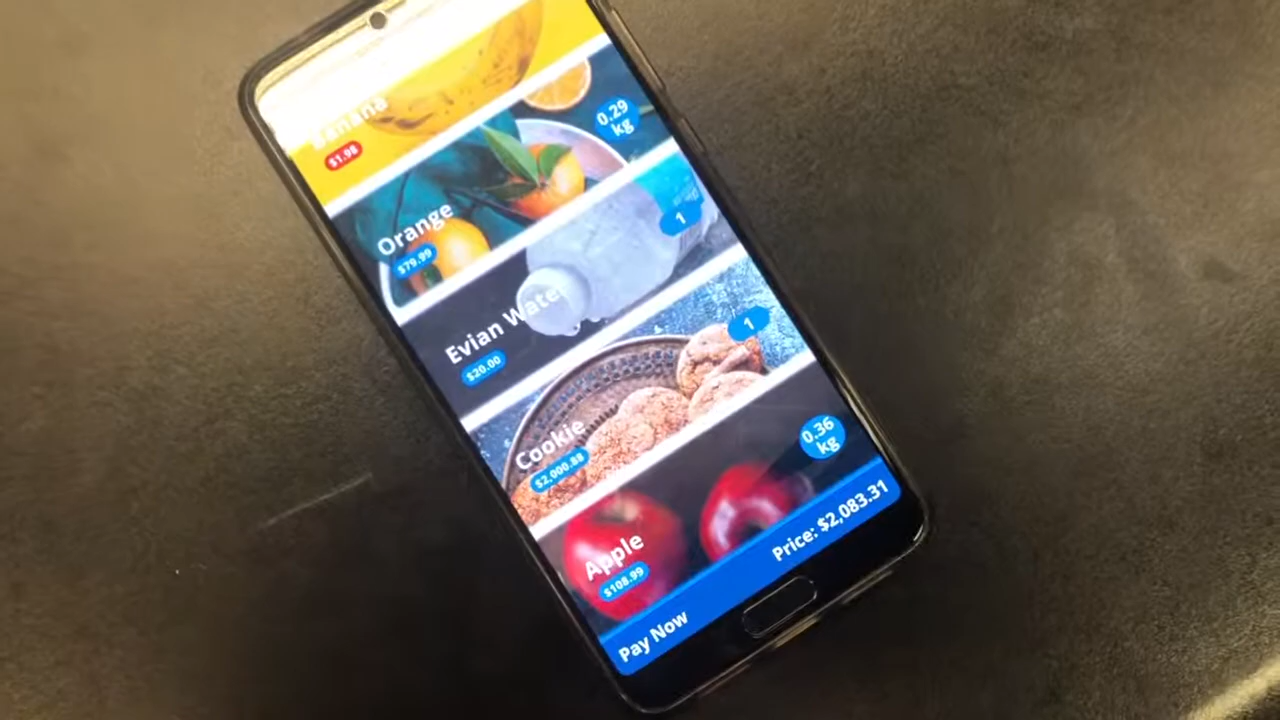 Banana
$1.98
0.29
kg
Orange
$79.99
1
Evian Water
$20.00
1
Cookie
$2,000.88
0.36
kg
Apple
$108.99
Price: $2,083.31
Pay Now